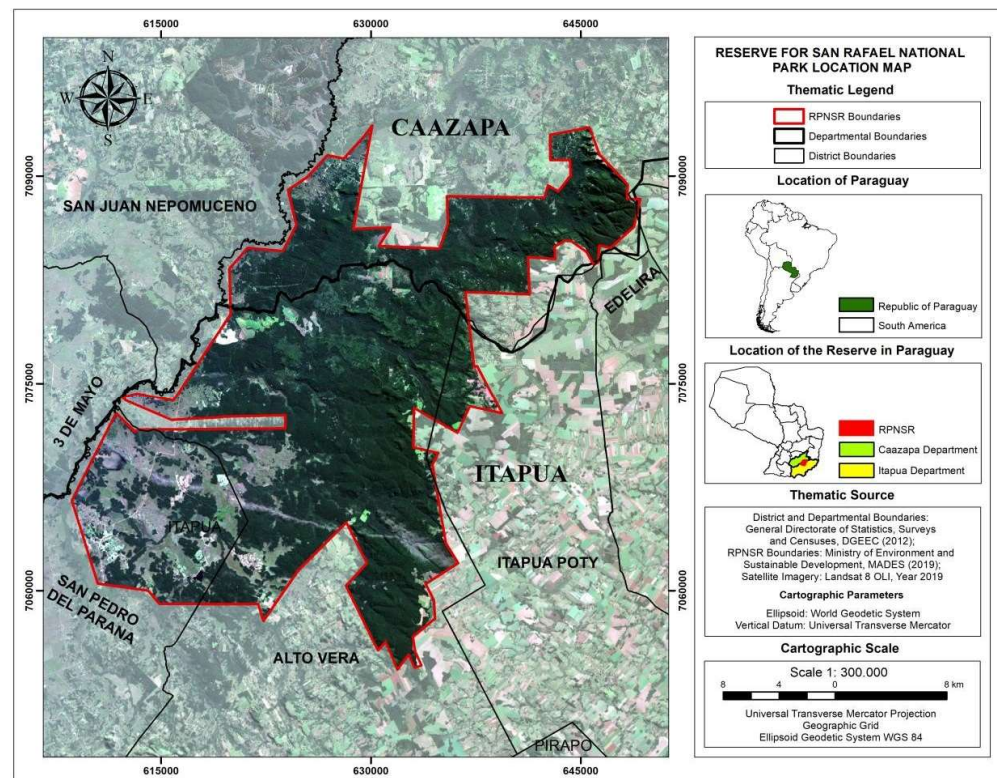 615000
630000
645000
7090000
7075000
7060000
7090000
7075000
7060000
615000
630000
645000
N
W
E
S
CAAZAPA
SAN JUAN NEPOMUCENO
EDELIRA
3 DE MAYO
ITAPUA
ITAPUA
ITAPUA POTY
SAN PEDRO
DEL PARANA
ALTO VERA
PIRAPO
RESERVE FOR SAN RAFAEL NATIONAL
PARK LOCATION MAP
Thematic Legend
RPNSR Boundaries
Departmental Boundaries
District Boundaries
Location of Paraguay
Republic of Paraguay
South America
Location of the Reserve in Paraguay
RPNSR
Caazapa Department
Itapua Department
Thematic Source
District and Departmental Boundaries:
General Directorate of Statistics, Surveys
and Censuses, DGEEC (2012);
RPNSR Boundaries: Ministry of Environment and
Sustainable Development, MADES (2019);
Satellite Imagery: Landsat 8 OLI, Year 2019
Cartographic Parameters
Ellipsoid: World Geodetic System
Vertical Datum: Universal Transverse Mercator
Cartographic Scale
Scale 1: 300.000
8 4 0 8 km
Universal Transverse Mercator Projection
Geographic Grid
Ellipsoid Geodetic System WGS 84